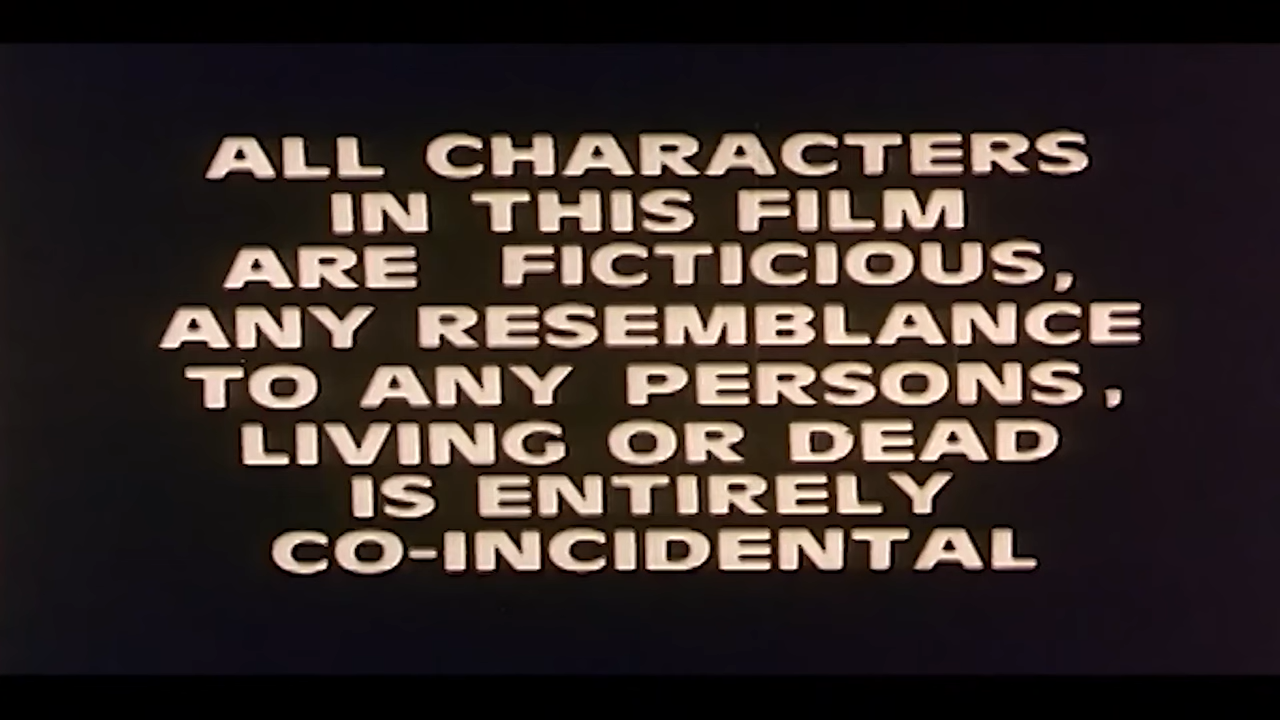 ALL CHARACTERS
IN THIS FILM
ARE FICTICIOUS,
ANY RESEMBLANCE
TO ANY PERSONS,
LIVING OR DEAD
IS ENTIRELY
CO-INCIDENTAL